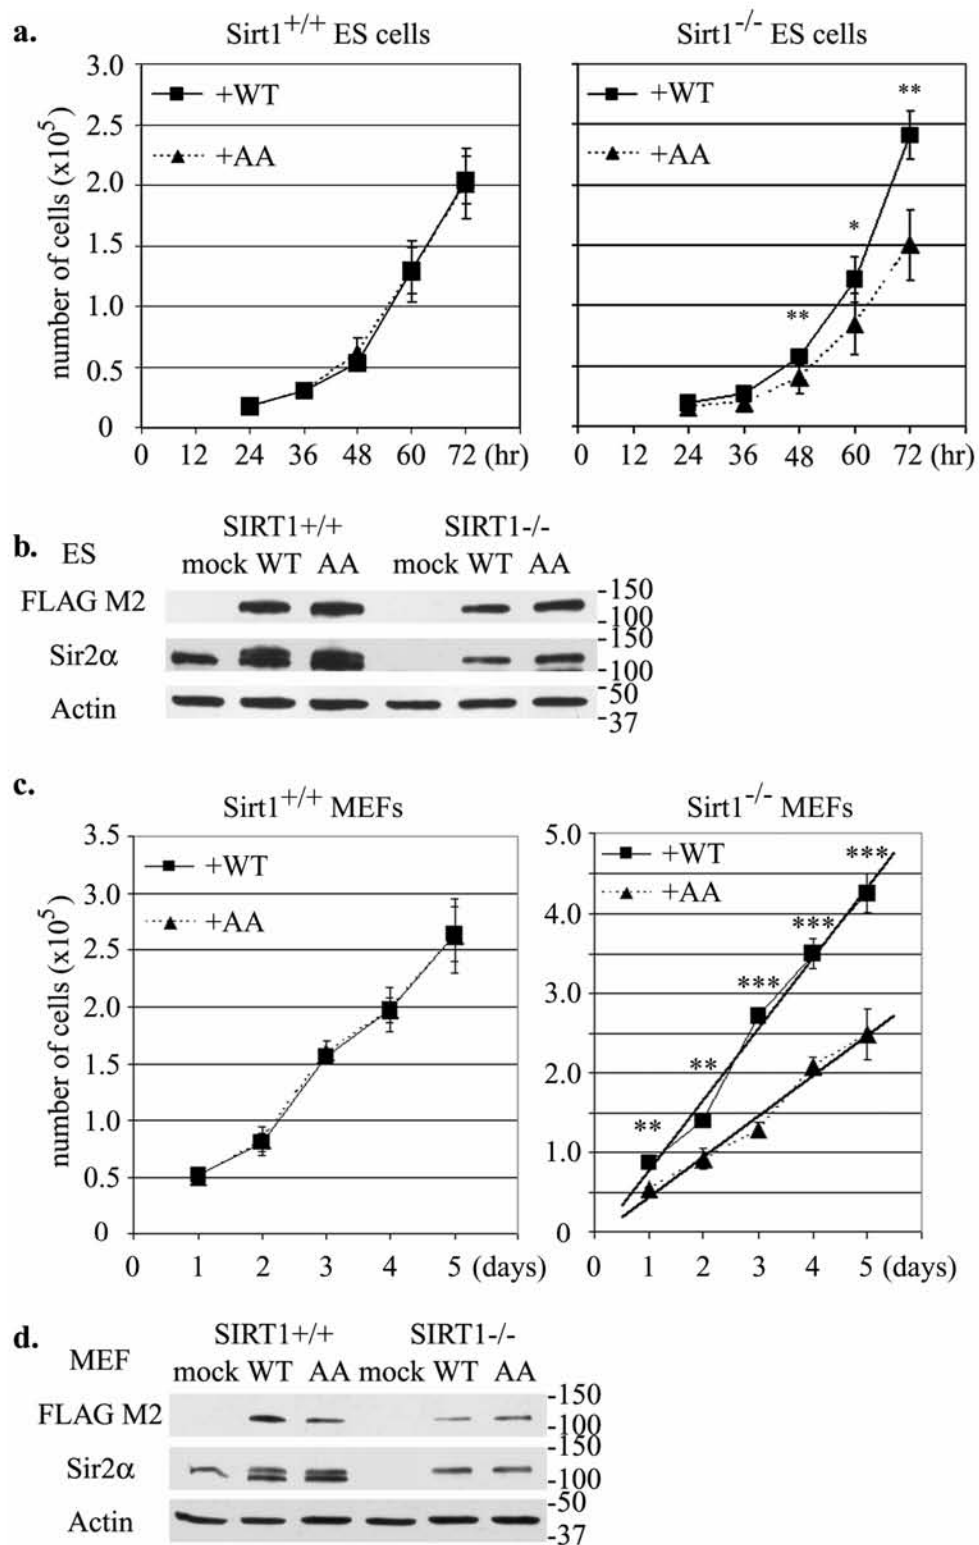 a.
Sirt1+/+ ES cells
Sirt1-/- ES cells
number of cells (x10^5)
3.0
2.5
2.0
1.5
1.0
0.5
0
+WT
+AA
0 12 24 36 48 60 72 (hr)
+WT
+AA
** * **
0 12 24 36 48 60 72 (hr)
b.
ES
SIRT1+/+ SIRT1-/-
mock WT AA mock WT AA
FLAG M2
-150
-100
Sir2α
-150
-100
Actin
-50
-37
c.
Sirt1+/+ MEFs
Sirt1-/- MEFs
number of cells (x10^5)
3.5
3.0
2.5
2.0
1.5
1.0
0.5
0
+WT
+AA
0 1 2 3 4 5 (days)
5.0
4.0
3.0
2.0
1.0
0
+WT
+AA
** ** *** *** ***
0 1 2 3 4 5 (days)
d.
MEF
SIRT1+/+ SIRT1-/-
mock WT AA mock WT AA
FLAG M2
-150
-100
Sir2α
-150
-100
Actin
-50
-37